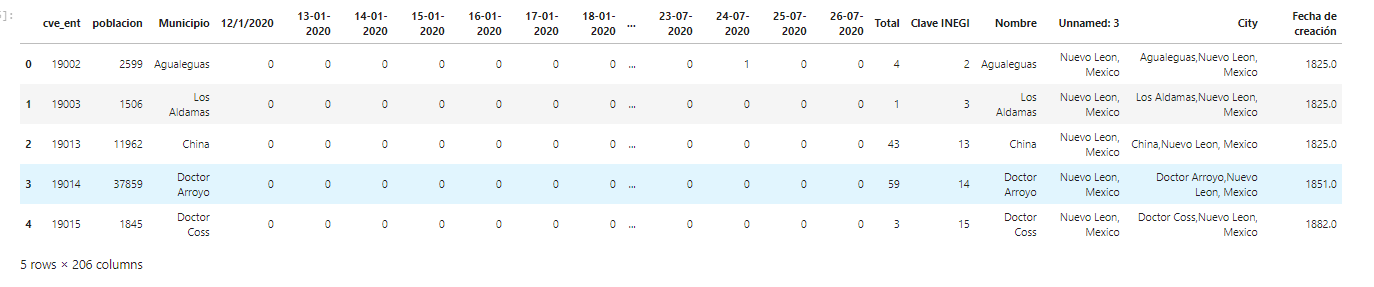 ]:
cve_ent poblacion Municipio 12/1/2020 13-01-2020 14-01-2020 15-01-2020 16-01-2020 17-01-2020 18-01-2020 ... 23-07-2020 24-07-2020 25-07-2020 26-07-2020 Total Clave INEGI Nombre Unnamed: 3 City Fecha de creación
0 19002 2599 Agualeguas 0 0 0 0 0 0 0 ... 0 1 0 0 4 2 Agualeguas Nuevo Leon, Mexico Agualeguas,Nuevo Leon, Mexico 1825.0
1 19003 1506 Los Aldamas 0 0 0 0 0 0 0 ... 0 0 0 0 1 3 Los Aldamas Nuevo Leon, Mexico Los Aldamas,Nuevo Leon, Mexico 1825.0
2 19013 11962 China 0 0 0 0 0 0 0 ... 0 0 0 0 43 13 China Nuevo Leon, Mexico China,Nuevo Leon, Mexico 1825.0
3 19014 37859 Doctor Arroyo 0 0 0 0 0 0 0 ... 0 0 0 0 59 14 Doctor Arroyo Nuevo Leon, Mexico Doctor Arroyo,Nuevo Leon, Mexico 1851.0
4 19015 1845 Doctor Coss 0 0 0 0 0 0 0 ... 0 0 0 0 3 15 Doctor Coss Nuevo Leon, Mexico Doctor Coss,Nuevo Leon, Mexico 1882.0
5 rows × 206 columns